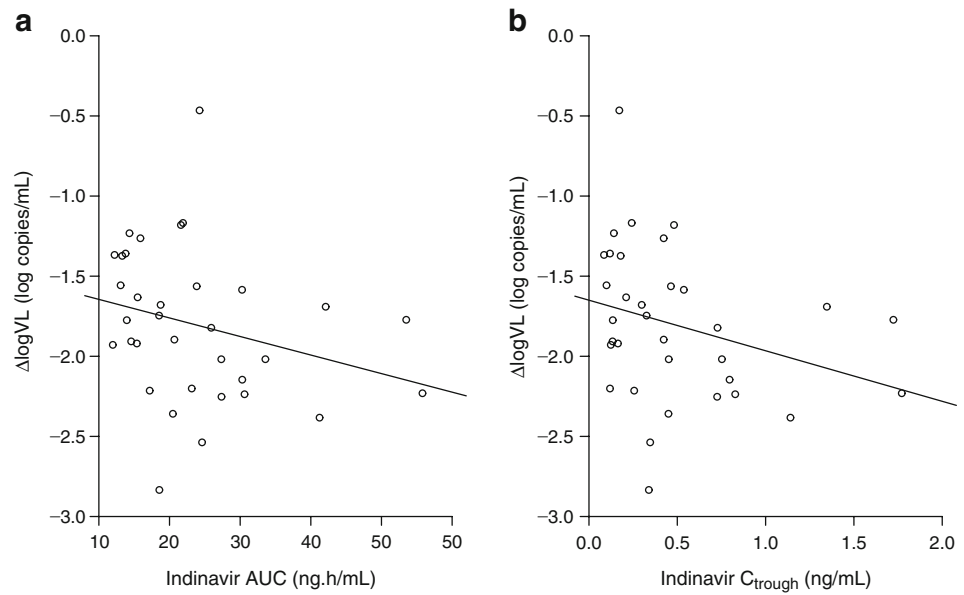 a
0.0
−0.5
−1.0
−1.5
−2.0
−2.5
−3.0
ΔlogVL (log copies/mL)
10 20 30 40 50 50
Indinavir AUC (ng.h/mL)
b
0.0
−0.5
−1.0
−1.5
−2.0
−2.5
−3.0
ΔlogVL (log copies/mL)
0.0 0.5 1.0 1.5 2.0
Indinavir Ctrough (ng/mL)